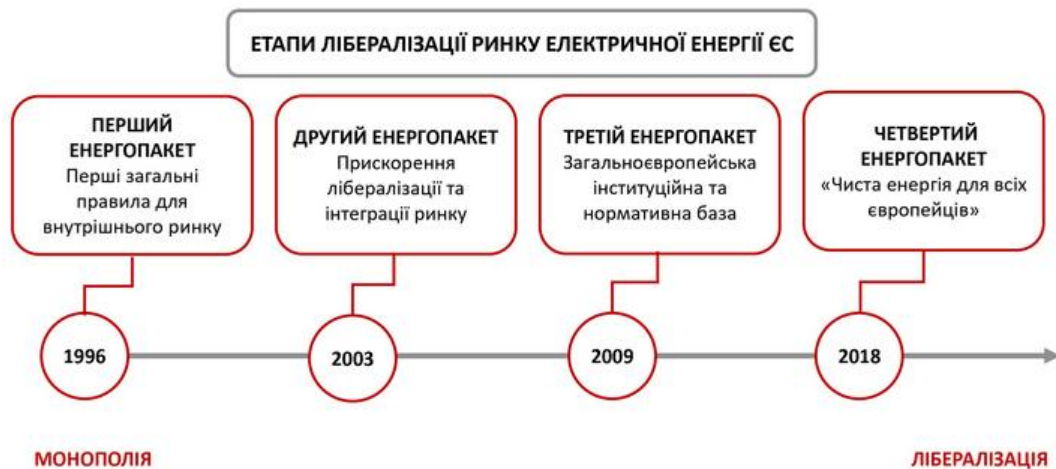 ЕТАПИ ЛІБЕРАЛІЗАЦІЇ РИНКУ ЕЛЕКТРИЧНОЇ ЕНЕРГІЇ ЄС
ПЕРШИЙ
ЕНЕРГОПАКЕТ
Перші загальні
правила для
внутрішнього ринку
ДРУГИЙ ЕНЕРГОПАКЕТ
Прискорення
лібералізації та
інтеграції ринку
ТРЕТІЙ ЕНЕРГОПАКЕТ
Загальноєвропейська
інституційна та
нормативна база
ЧЕТВЕРТИЙ
ЕНЕРГОПАКЕТ
«Чиста енергія для всіх
європейців»
1996
2003
2009
2018
МОНОПОЛІЯ
ЛІБЕРАЛІЗАЦІЯ